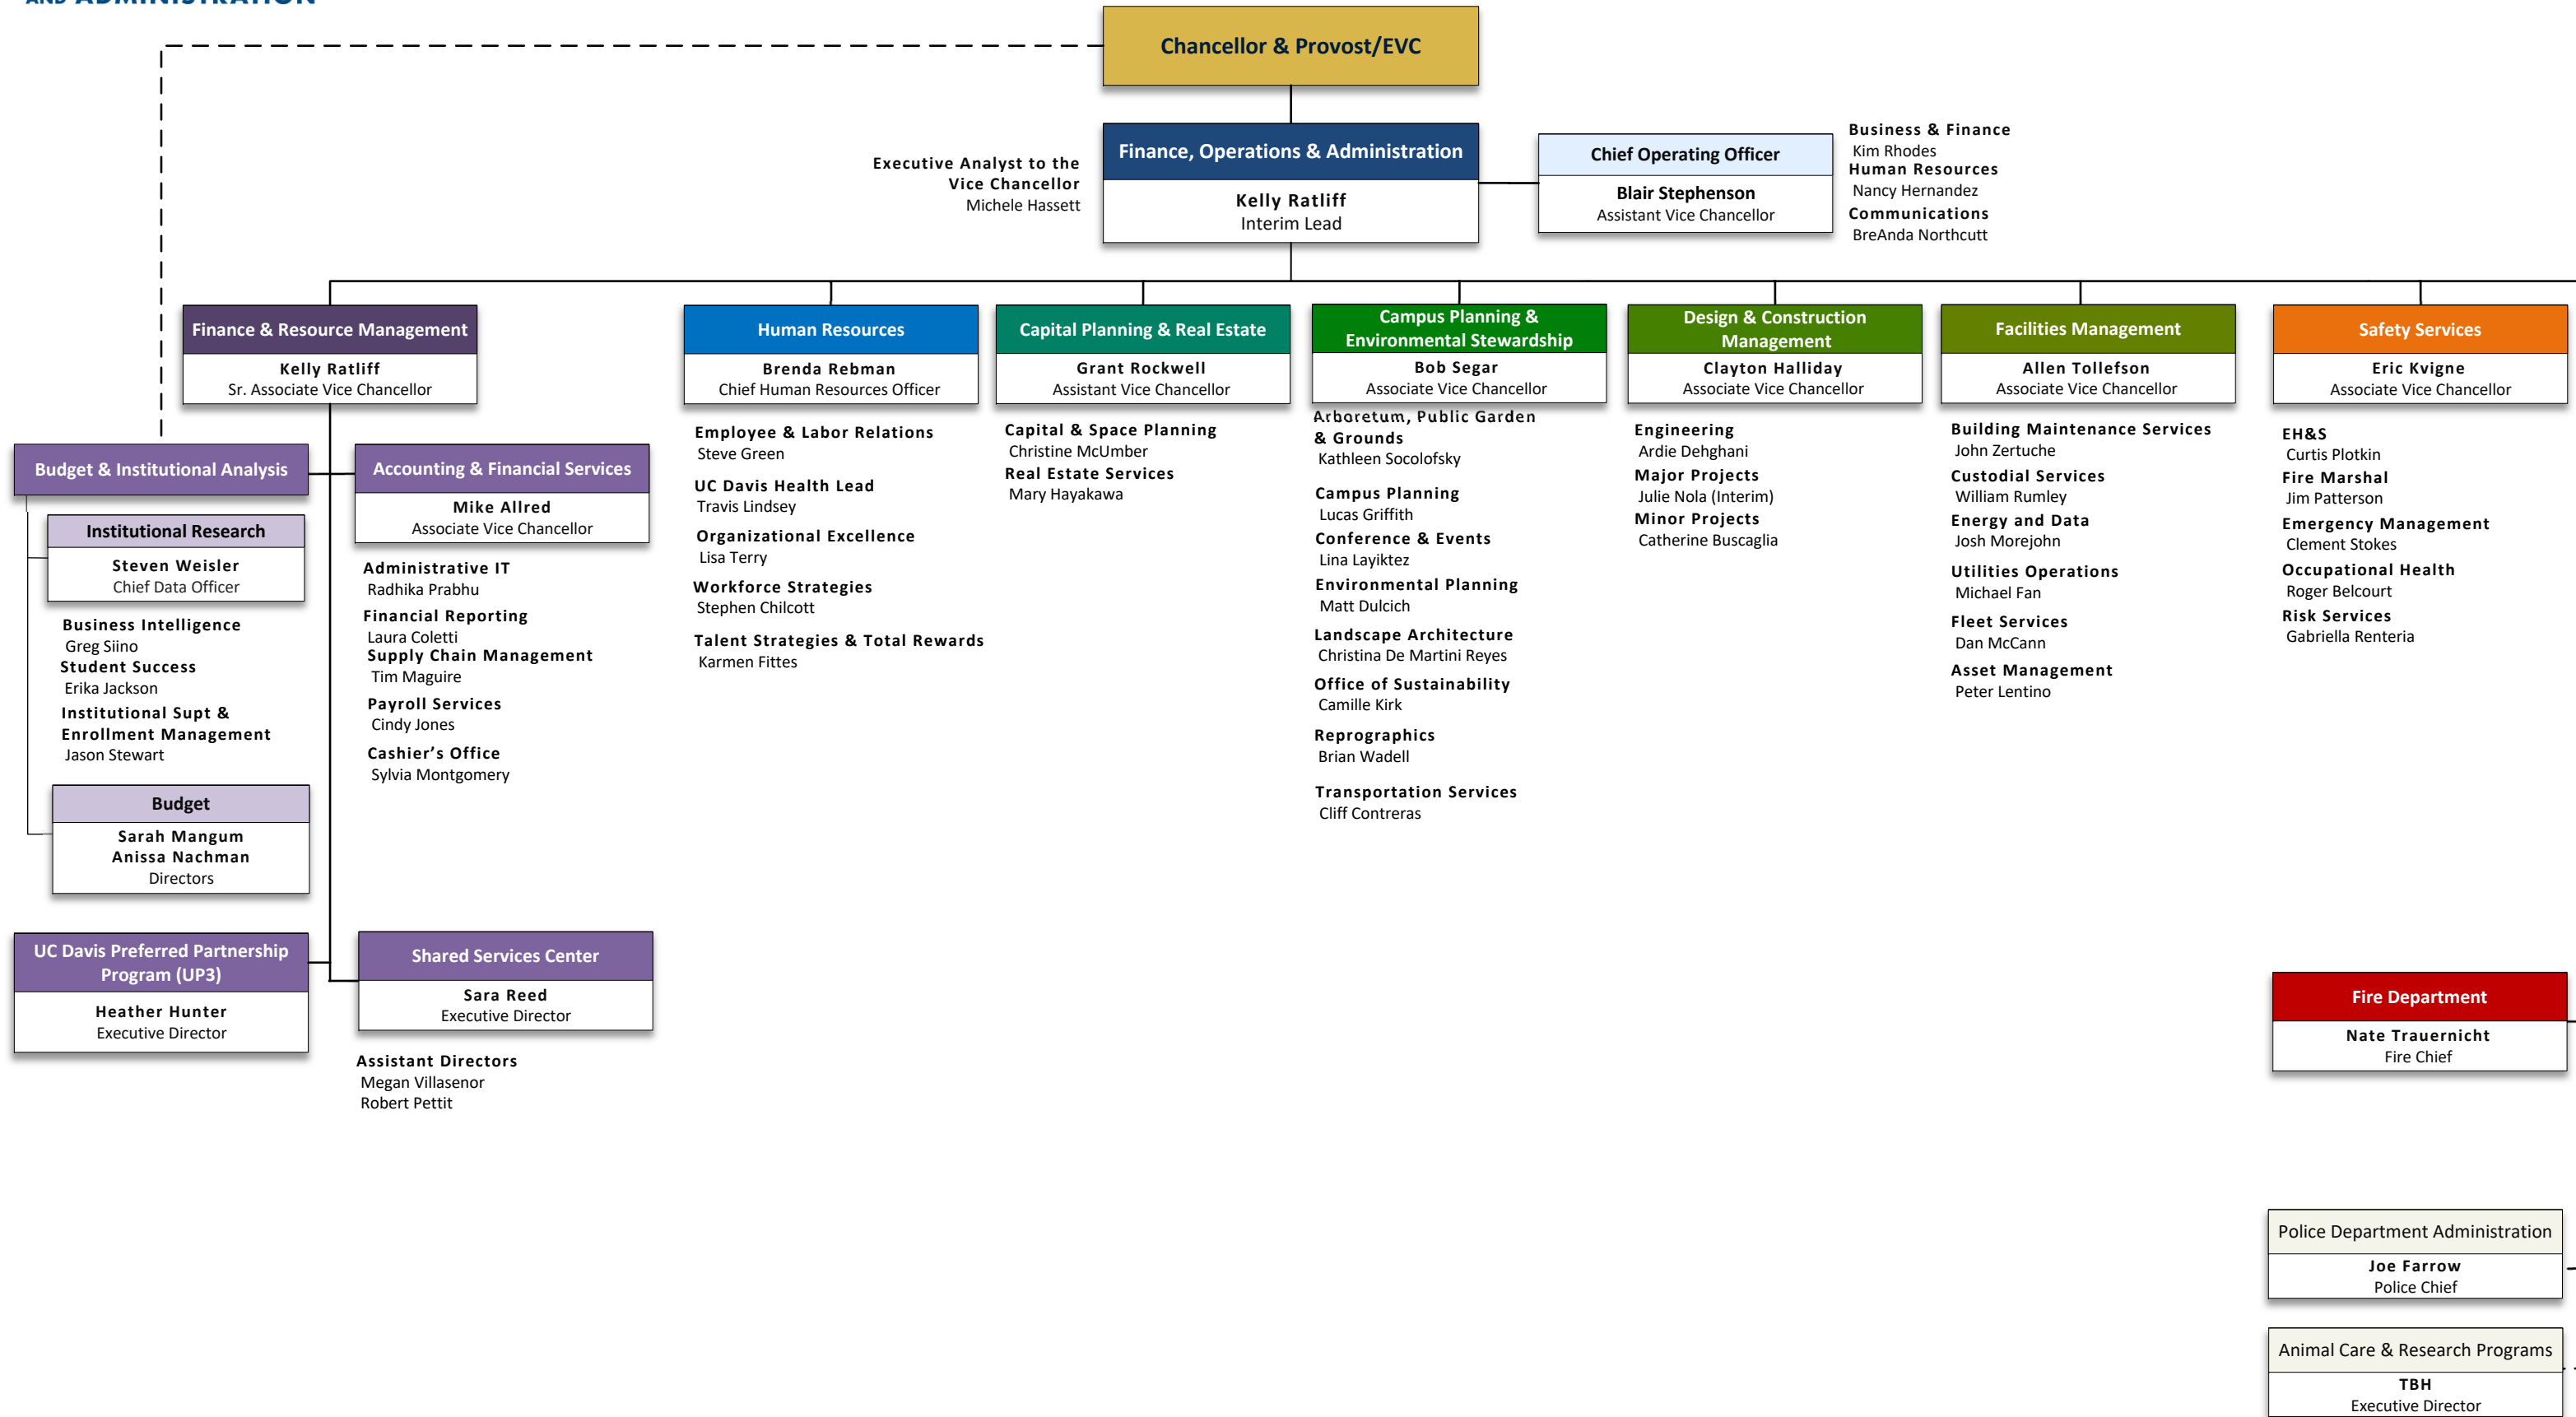 AND ADMINISTRATION
Chancellor & Provost/EVC
Executive Analyst to the
Vice Chancellor
Michele Hassett
Finance, Operations & Administration
Kelly Ratliff
Interim Lead
Chief Operating Officer
Blair Stephenson
Assistant Vice Chancellor
Business & Finance
Kim Rhodes
Human Resources
Nancy Hernandez
Communications
BreAnda Northcutt
Finance & Resource Management
Kelly Ratliff
Sr. Associate Vice Chancellor
Budget & Institutional Analysis
Institutional Research
Steven Weisler
Chief Data Officer
Business Intelligence
Greg Siino
Student Success
Erika Jackson
Institutional Supt &
Enrollment Management
Jason Stewart
Budget
Sarah Mangum
Anissa Nachman
Directors
UC Davis Preferred Partnership
Program (UP3)
Heather Hunter
Executive Director
Accounting & Financial Services
Mike Allred
Associate Vice Chancellor
Administrative IT
Radhika Prabhu
Financial Reporting
Laura Coletti
Supply Chain Management
Tim Maguire
Payroll Services
Cindy Jones
Cashier’s Office
Sylvia Montgomery
Shared Services Center
Sara Reed
Executive Director
Assistant Directors
Megan Villasenor
Robert Pettit
Human Resources
Brenda Rebman
Chief Human Resources Officer
Employee & Labor Relations
Steve Green
UC Davis Health Lead
Travis Lindsey
Organizational Excellence
Lisa Terry
Workforce Strategies
Stephen Chilcott
Talent Strategies & Total Rewards
Karmen Fittes
Capital Planning & Real Estate
Grant Rockwell
Assistant Vice Chancellor
Capital & Space Planning
Christine McUmber
Real Estate Services
Mary Hayakawa
Campus Planning &
Environmental Stewardship
Bob Segar
Associate Vice Chancellor
Arboretum, Public Garden
& Grounds
Kathleen Socolofsky
Campus Planning
Lucas Griffith
Conference & Events
Lina Layiktez
Environmental Planning
Matt Dulcich
Landscape Architecture
Christina De Martini Reyes
Office of Sustainability
Camille Kirk
Reprographics
Brian Wadell
Transportation Services
Cliff Contreras
Design & Construction
Management
Clayton Halliday
Associate Vice Chancellor
Engineering
Ardie Dehghani
Major Projects
Julie Nola (Interim)
Minor Projects
Catherine Buscaglia
Facilities Management
Allen Tollefson
Associate Vice Chancellor
Building Maintenance Services
John Zertuche
Custodial Services
William Rumley
Energy and Data
Josh Morejohn
Utilities Operations
Michael Fan
Fleet Services
Dan McCann
Asset Management
Peter Lentino
Safety Services
Eric Kvigne
Associate Vice Chancellor
EH&S
Curtis Plotkin
Fire Marshal
Jim Patterson
Emergency Management
Clement Stokes
Occupational Health
Roger Belcourt
Risk Services
Gabriella Renteria
Fire Department
Nate Trauernicht
Fire Chief
Police Department Administration
Joe Farrow
Police Chief
Animal Care & Research Programs
TBH
Executive Director